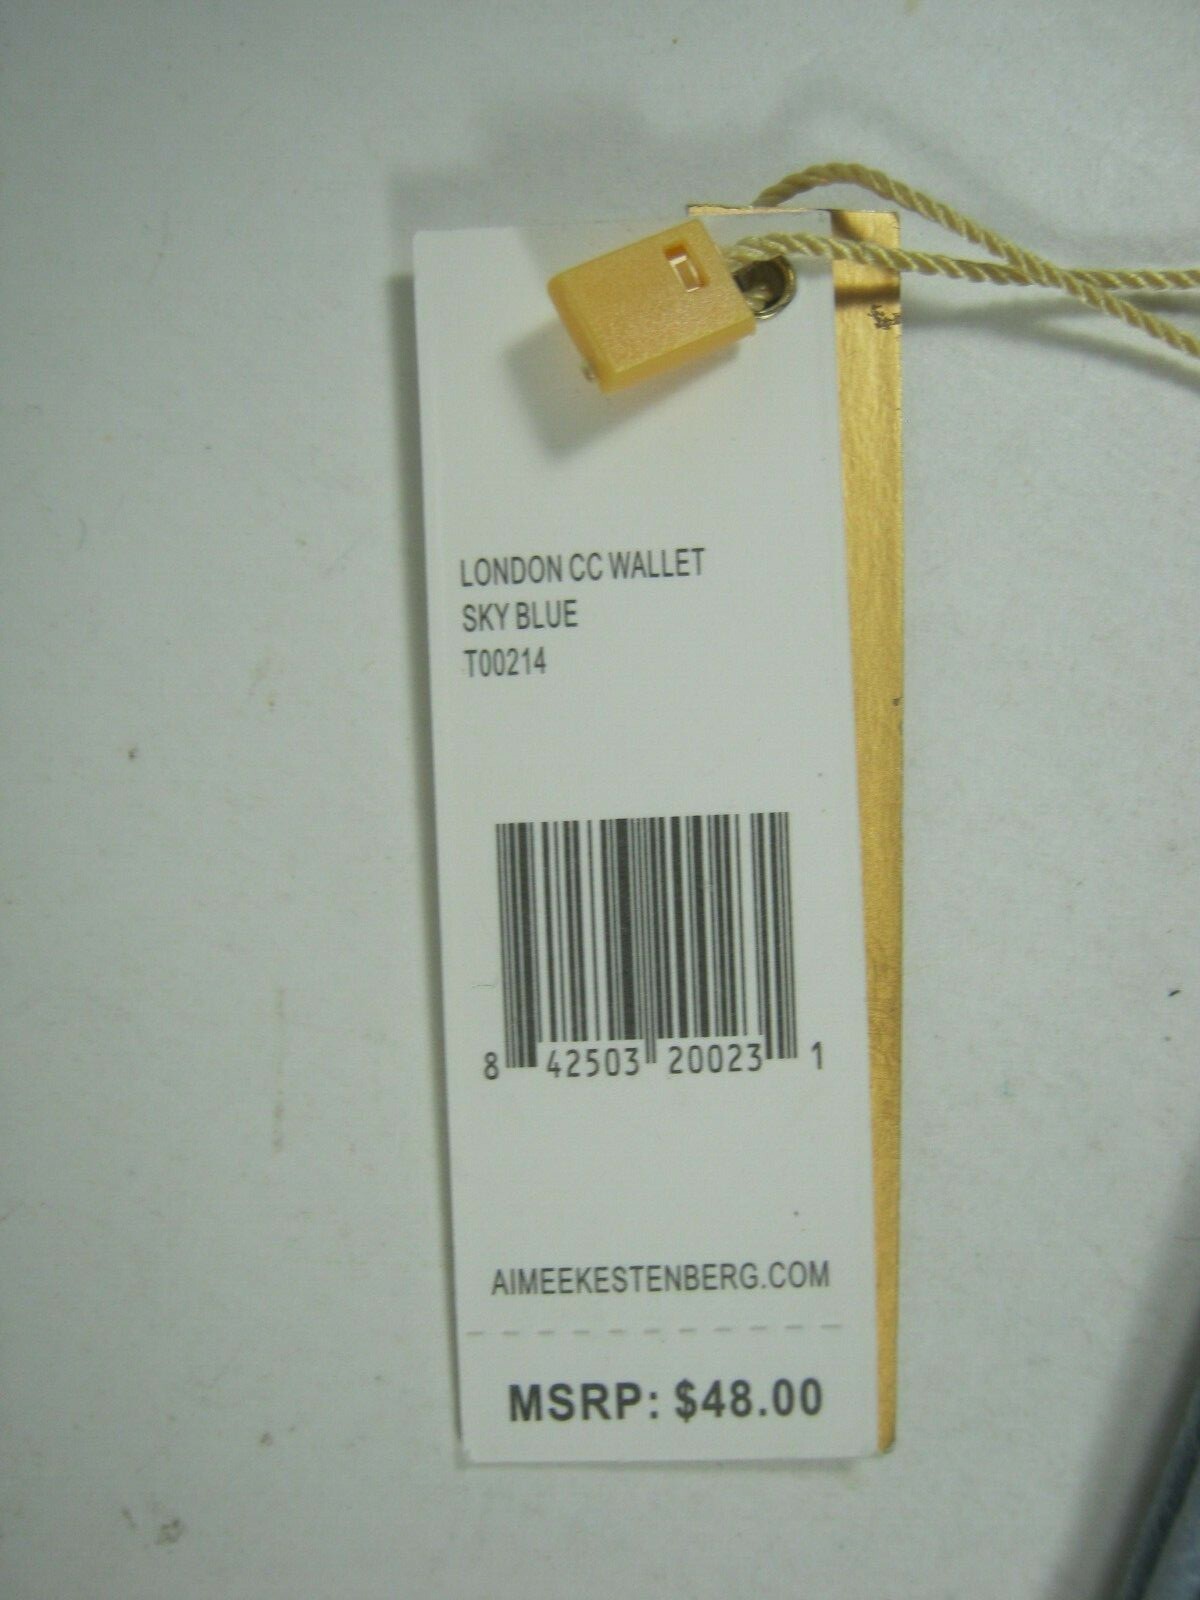 LONDON CC WALLET
SKY BLUE
T00214
8 42503 20023 1
AIMEEKESTENBERG.COM
MSRP: $48.00